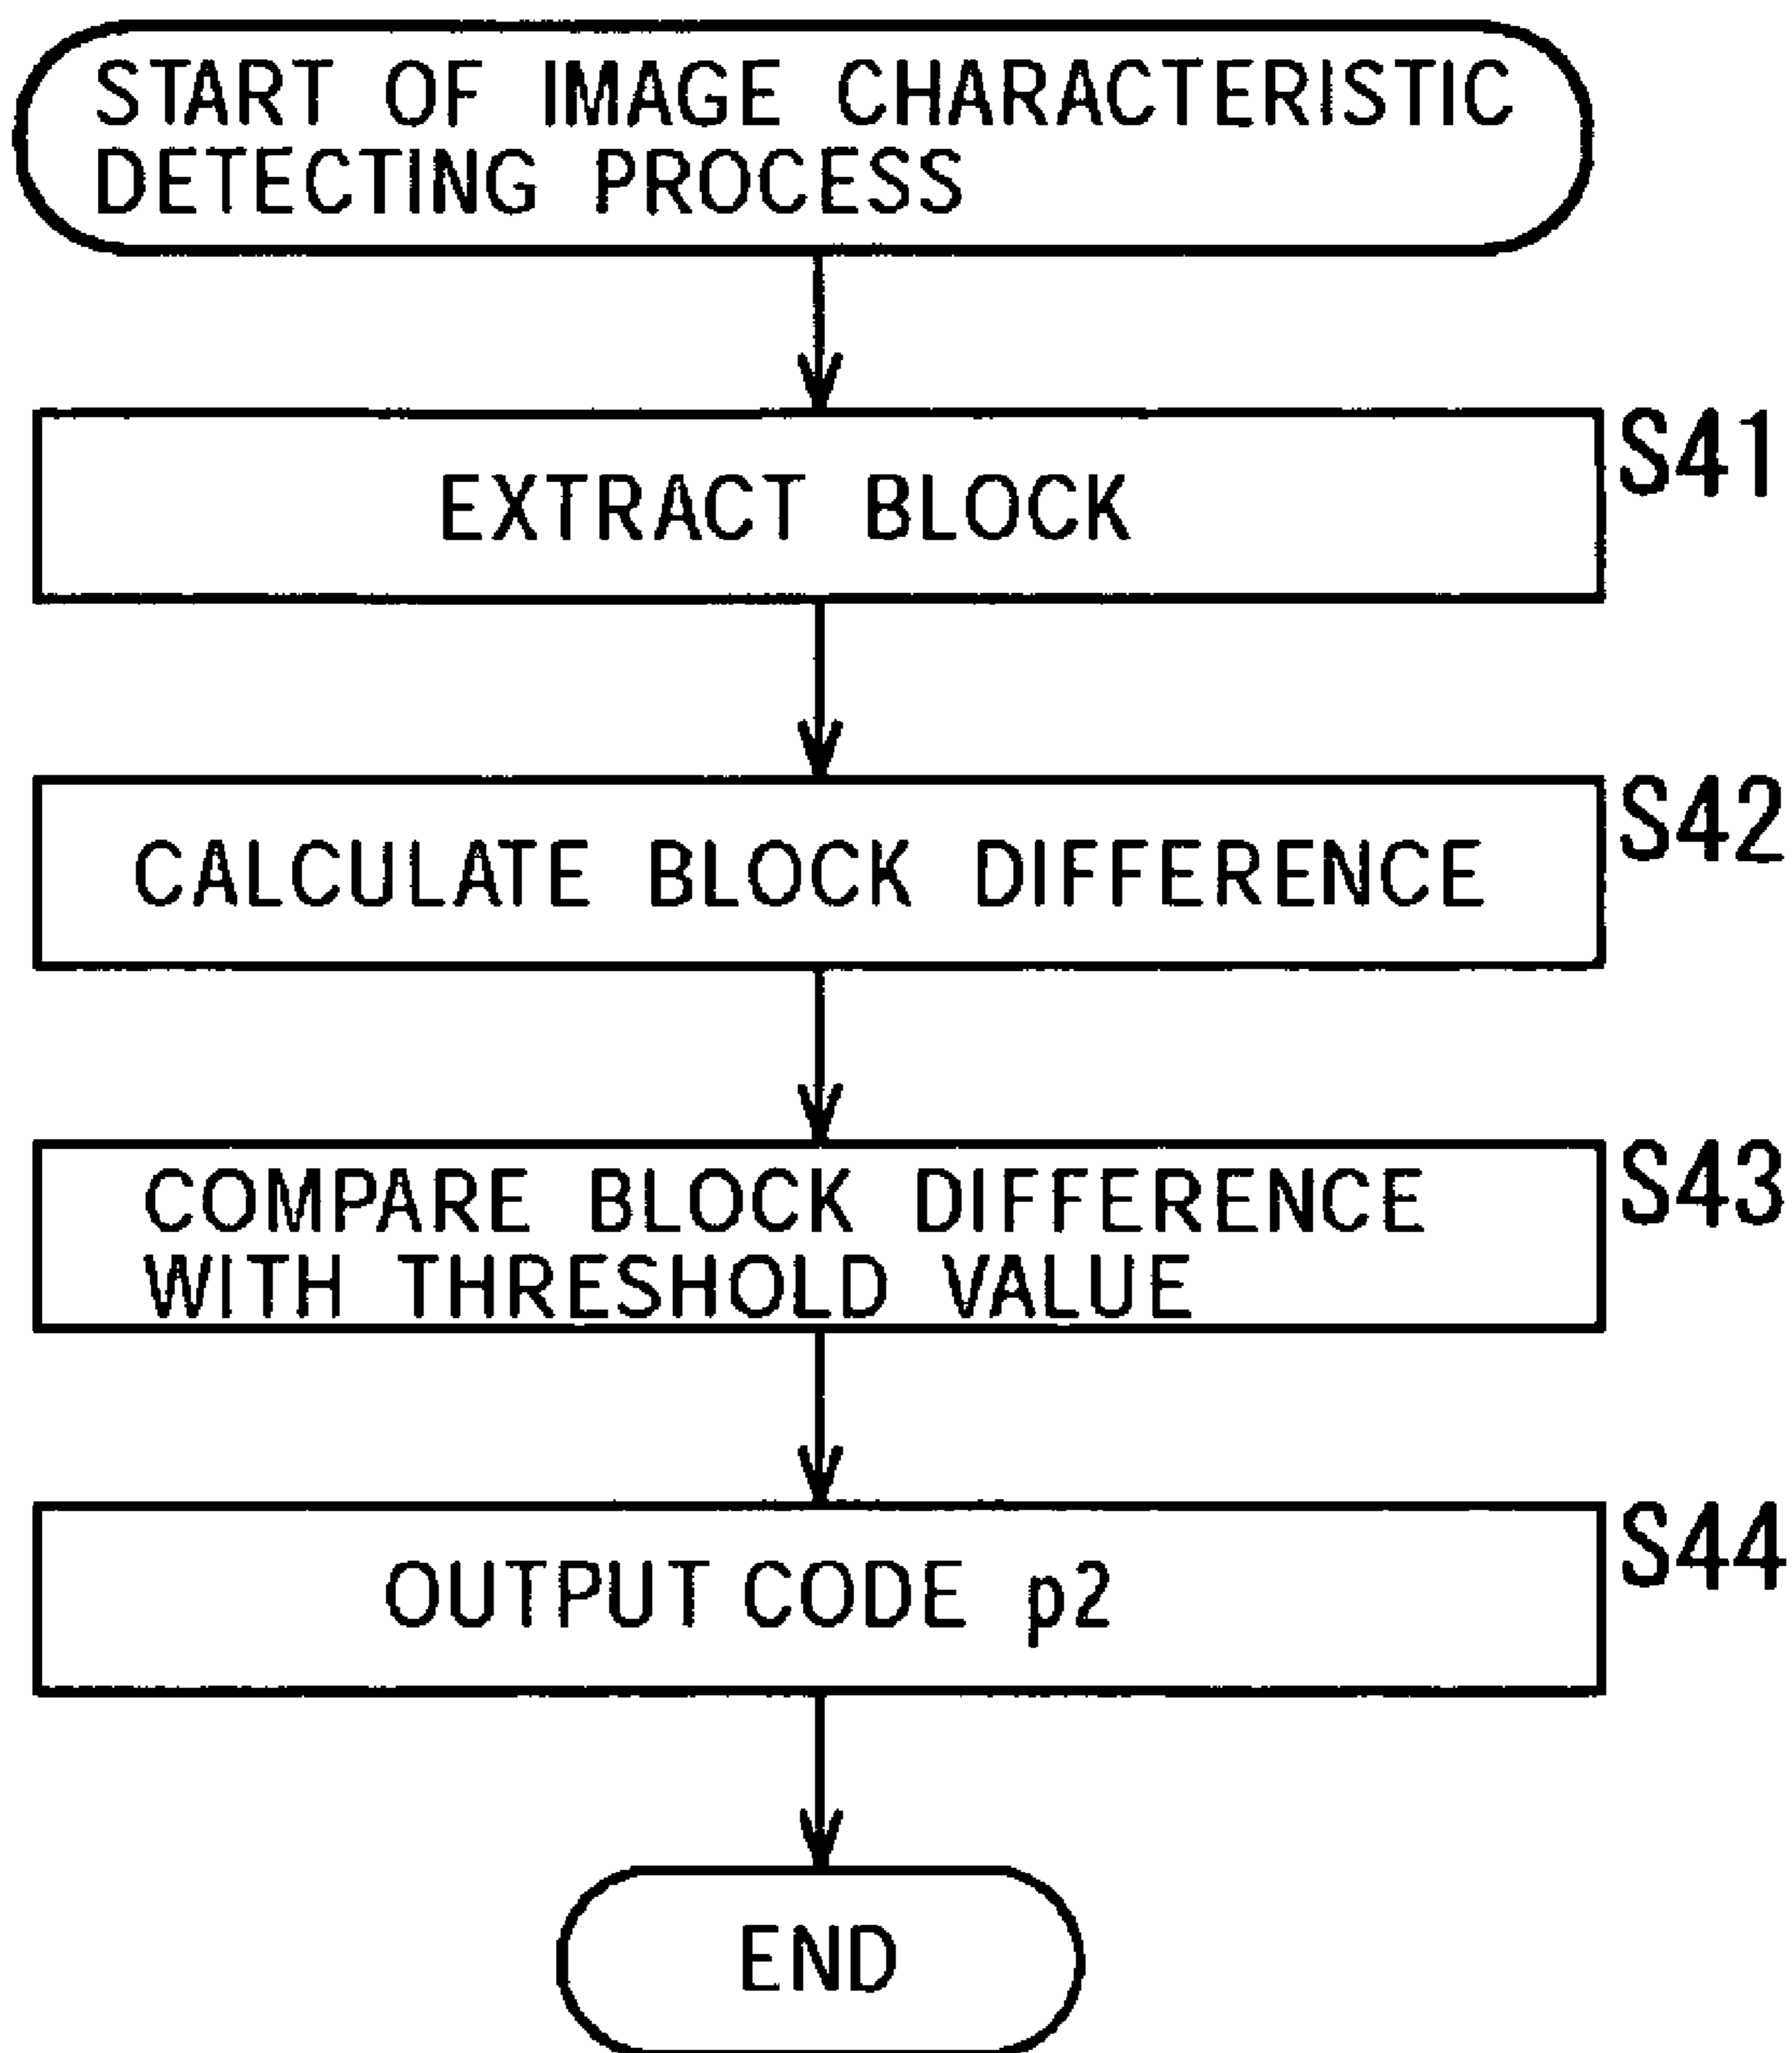 START OF IMAGE CHARACTERISTIC
DETECTING PROCESS
EXTRACT BLOCK
S41
CALCULATE BLOCK DIFFERENCE
S42
COMPARE BLOCK DIFFERENCE
WITH THRESHOLD VALUE
S43
OUTPUT CODE p2
S44
END